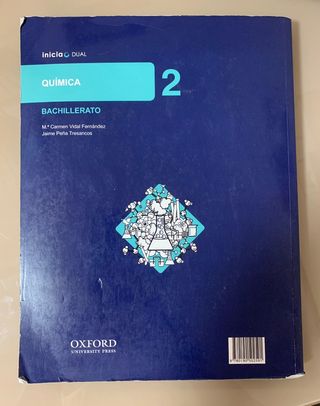 inicia DUAL
QUÍMICA
2
BACHILLERATO
M.ª Carmen Vidal Fernández
Jaime Peña Tresancos
OXFORD
UNIVERSITY PRESS